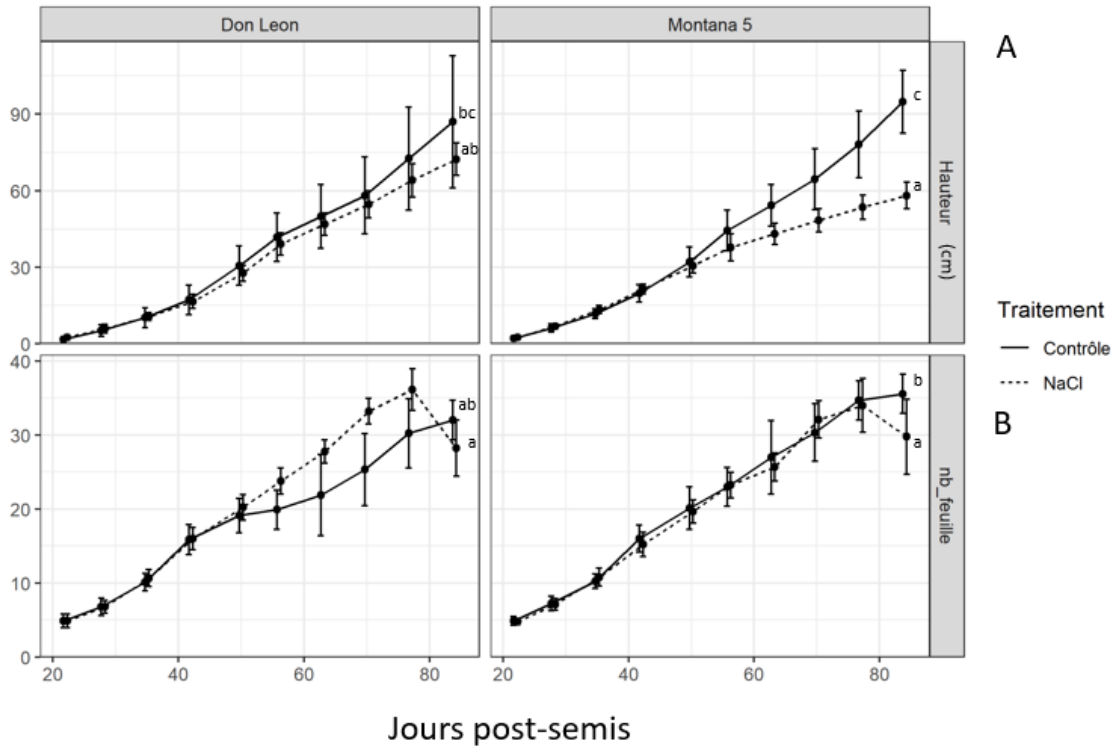 Don Leon
Montana 5
A
90
60
30
0
bc
ab
c
a
Hauteur (cm)
40
30
20
10
0
ab
a
b
a
nb_feuille
Traitement
Contrôle
NaCl
B
20 40 60 80
20 40 60 80
Jours post-semis